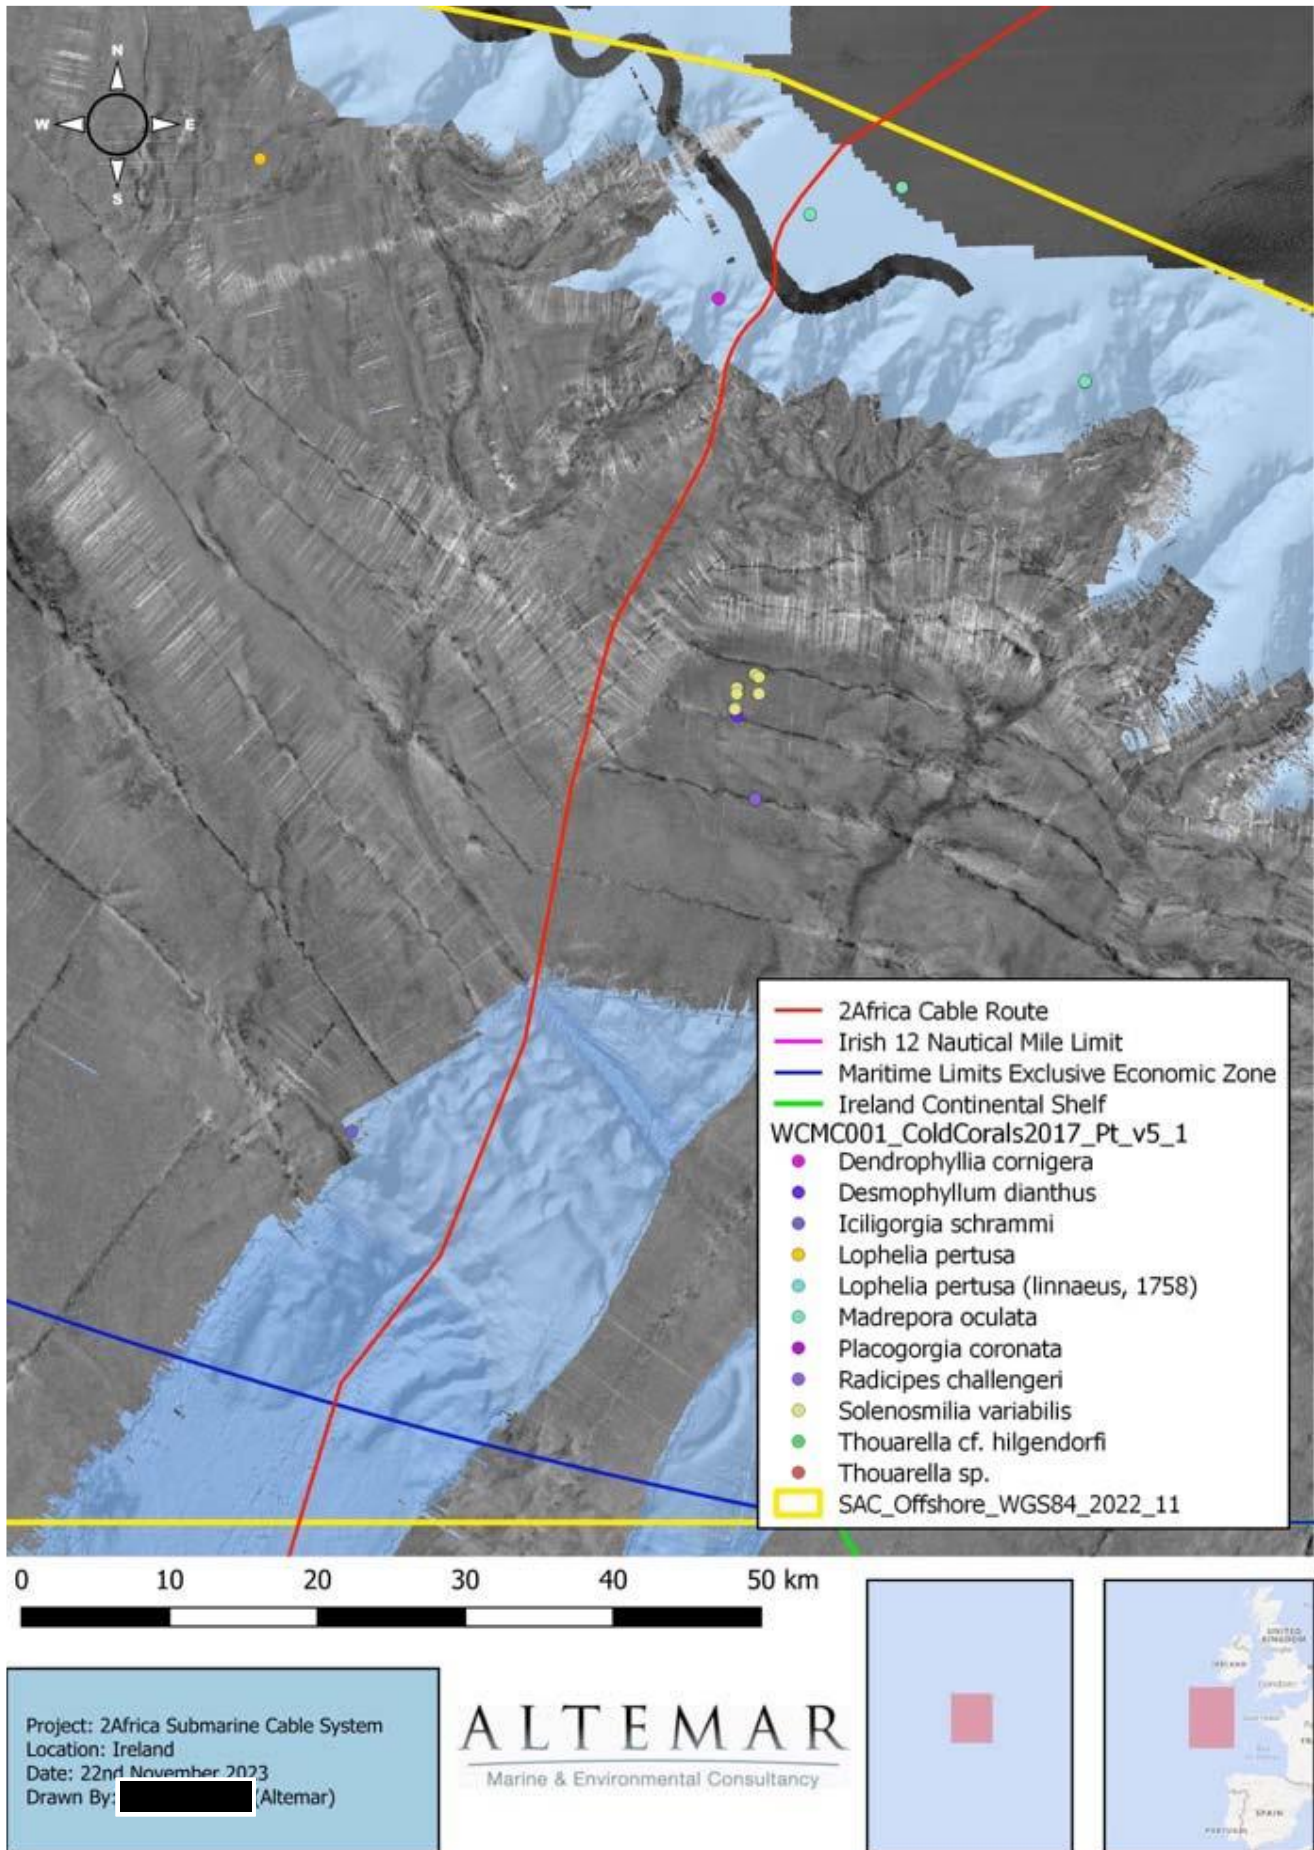 N
W E
S
2Africa Cable Route
Irish 12 Nautical Mile Limit
Maritime Limits Exclusive Economic Zone
Ireland Continental Shelf
WCMC001_ColdCorals2017_Pt_v5_1
Dendrophyllia cornigera
Desmophyllum dianthus
Iciligorgia schrammi
Lophelia pertusa
Lophelia pertusa (linnaeus, 1758)
Madrepora oculata
Placogorgia coronata
Radicipes challengeri
Solenosmilia variabilis
Thouarella cf. hilgendorfi
Thouarella sp.
SAC_Offshore_WGS84_2022_11
0 10 20 30 40 50 km
Project: 2Africa Submarine Cable System
Location: Ireland
Date: 22nd November 2023
Drawn By: (Altemar)
ALTEMAR
Marine & Environmental Consultancy
UNITED
KINGDOM
IRELAND
SPAIN
PORTUGAL